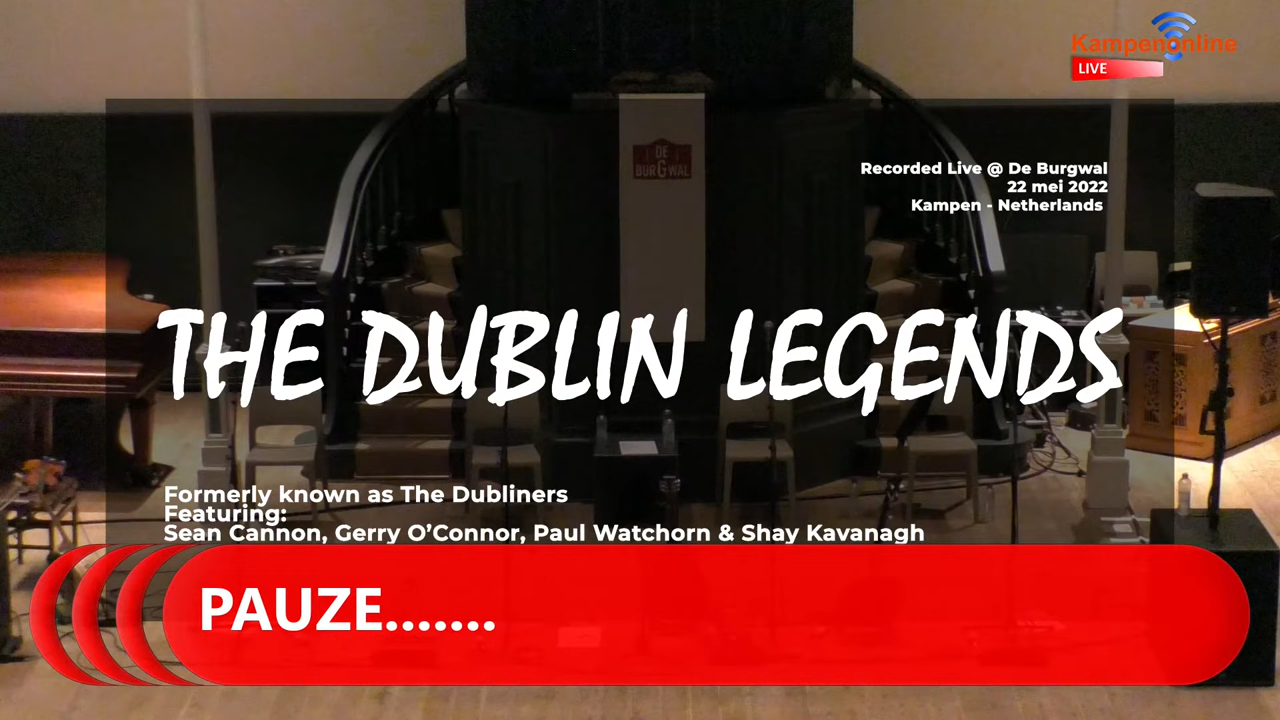 Kampenonline
LIVE
DE
BURGWAL
Recorded Live @ De Burgwal
22 mei 2022
Kampen - Netherlands
THE DUBLIN LEGENDS
Formerly known as The Dubliners
Featuring:
Sean Cannon, Gerry O’Connor, Paul Watchorn & Shay Kavanagh
PAUZE.......